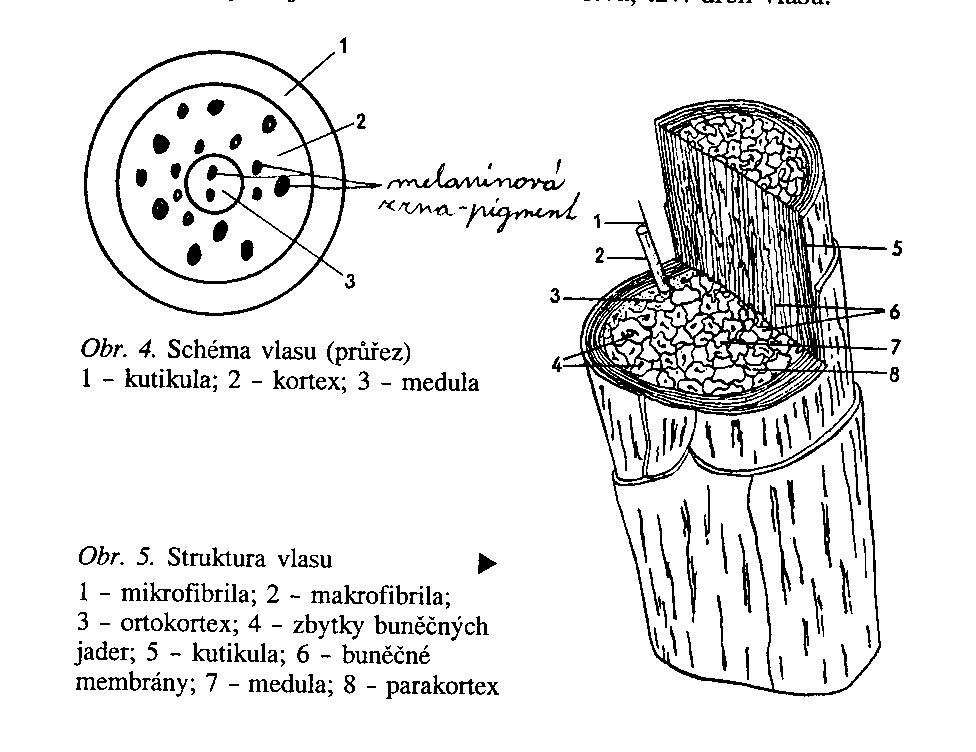 vlasu.
1
2
melaninová
zrna-pigment
3
Obr. 4. Schéma vlasu (průřez)
1 - kutikula; 2 - kortex; 3 - medula
1
2
3
4
5
6
7
8
Obr. 5. Struktura vlasu
1 - mikrofibrila; 2 - makrofibrila;
3 - ortokortex; 4 - zbytky buněčných
jader; 5 - kutikula; 6 - buněčné
membrány; 7 - medula; 8 - parakortex